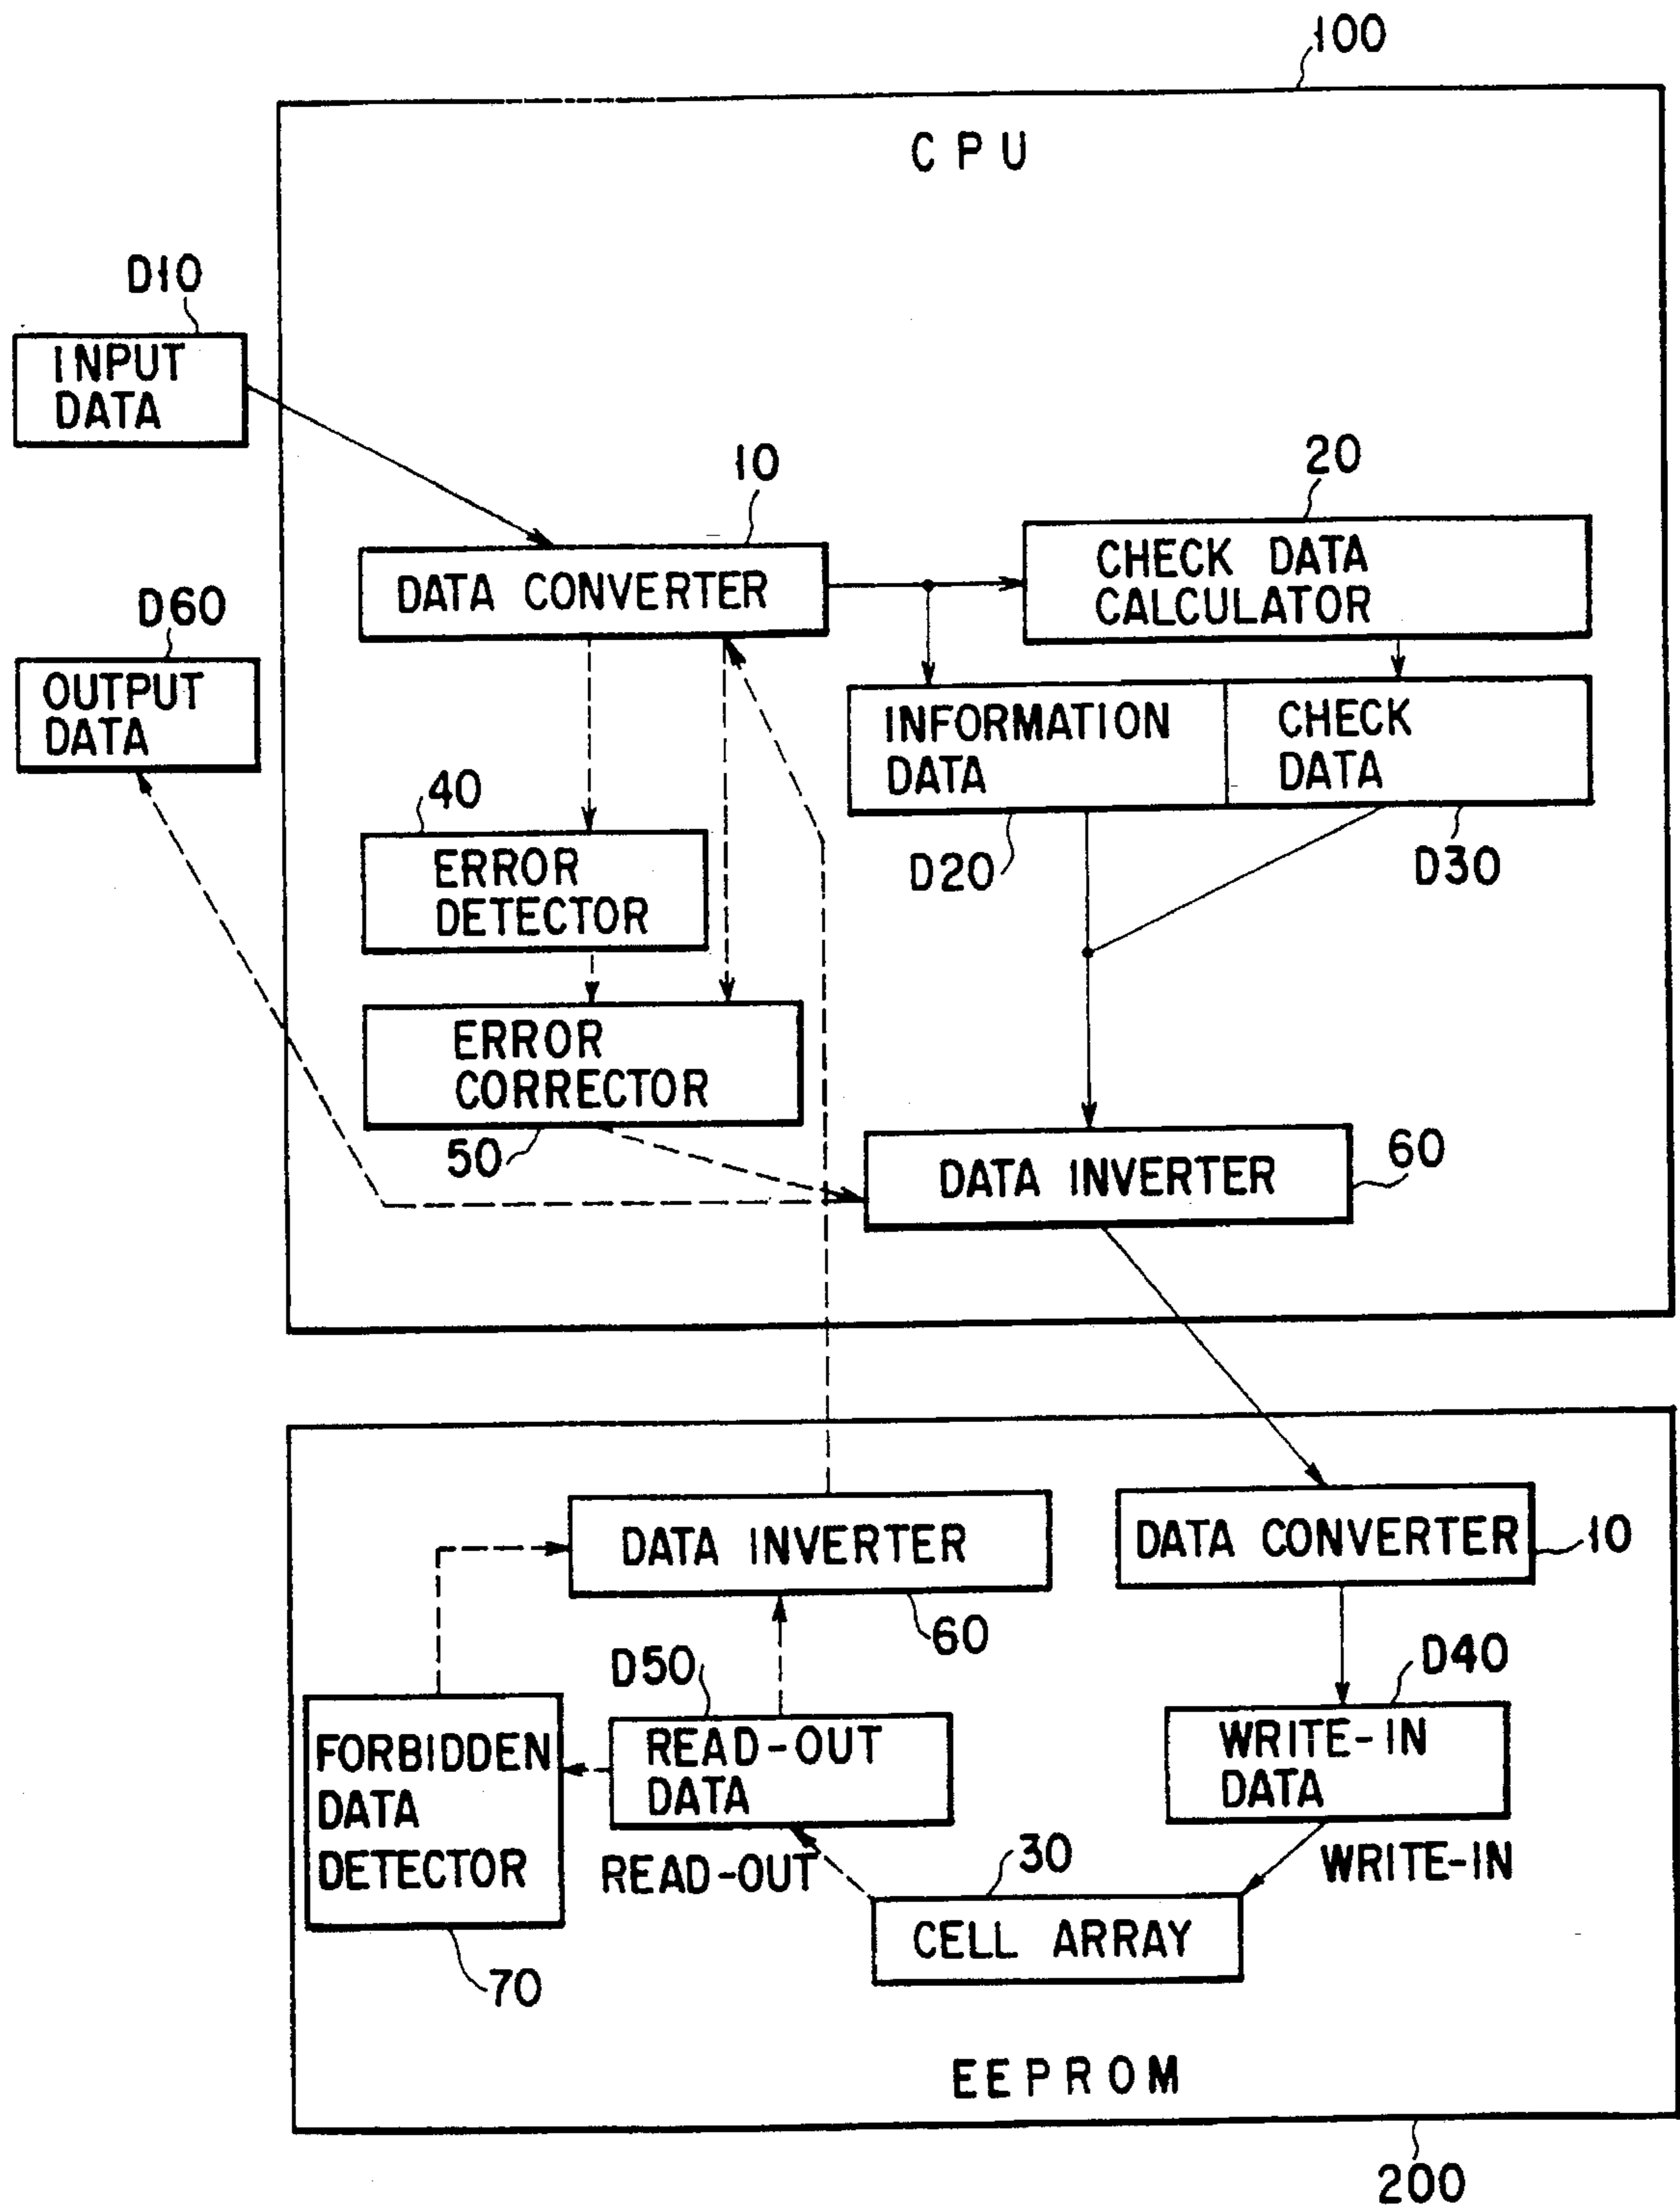 100
CPU
D10
INPUT
DATA
10
20
DATA CONVERTER
CHECK DATA
CALCULATOR
D60
OUTPUT
DATA
INFORMATION
DATA
CHECK
DATA
40
D20
D30
ERROR
DETECTOR
ERROR
CORRECTOR
50
DATA INVERTER
60
DATA INVERTER
DATA CONVERTER
10
60
D50
D40
FORBIDDEN
DATA
DETECTOR
READ-OUT
DATA
WRITE-IN
DATA
READ-OUT
30
WRITE-IN
CELL ARRAY
70
EEPROM
200